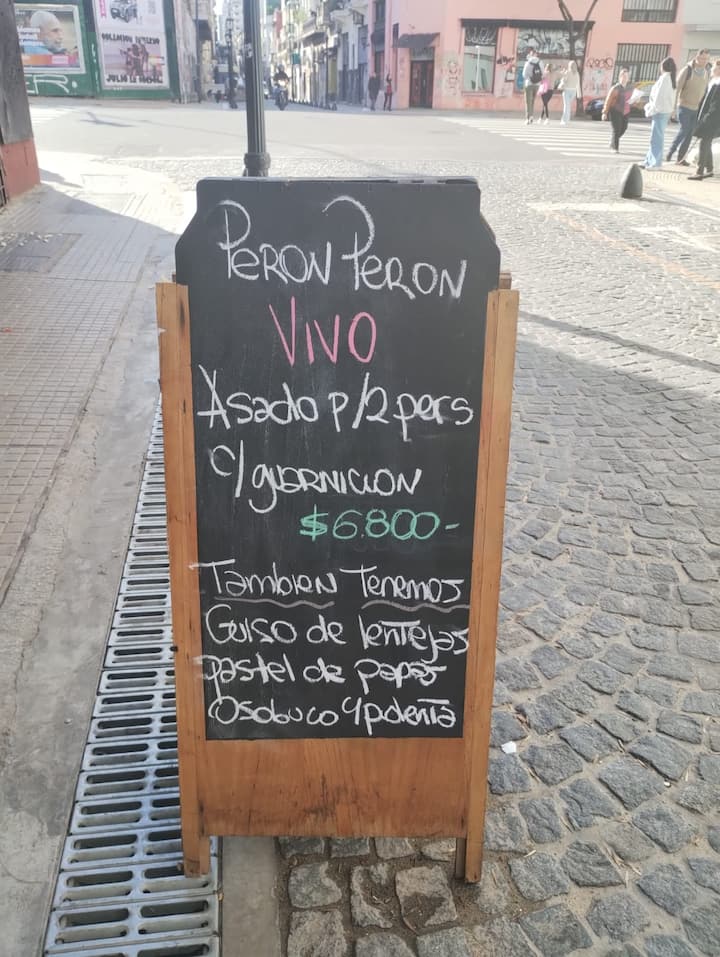 PERON PERON
VIVO
Asado p/2 pers
c/guarnicion
$6.800-
Tambien Tenemos
Guiso de lentejas
pastel de papas
Osobuco y polenta